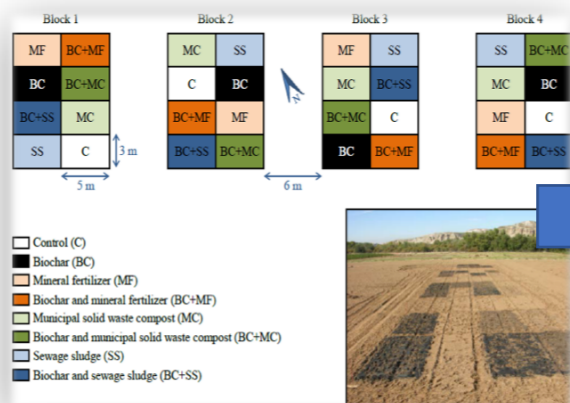 Block 1 Block 2 Block 3 Block 4
MF BC+MF MC SS MF SS SS BC+MC
BC BC+MC C BC MC BC+SS MC BC
BC+SS MC BC+MF MF BC+MC C MF C
SS C BC+SS BC+MC BC BC+MF BC+MF BC+SS
N
3 m
5 m 6 m
Control (C)
Biochar (BC)
Mineral fertilizer (MF)
Biochar and mineral fertilizer (BC+MF)
Municipal solid waste compost (MC)
Biochar and municipal solid waste compost (BC+MC)
Sewage sludge (SS)
Biochar and sewage sludge (BC+SS)